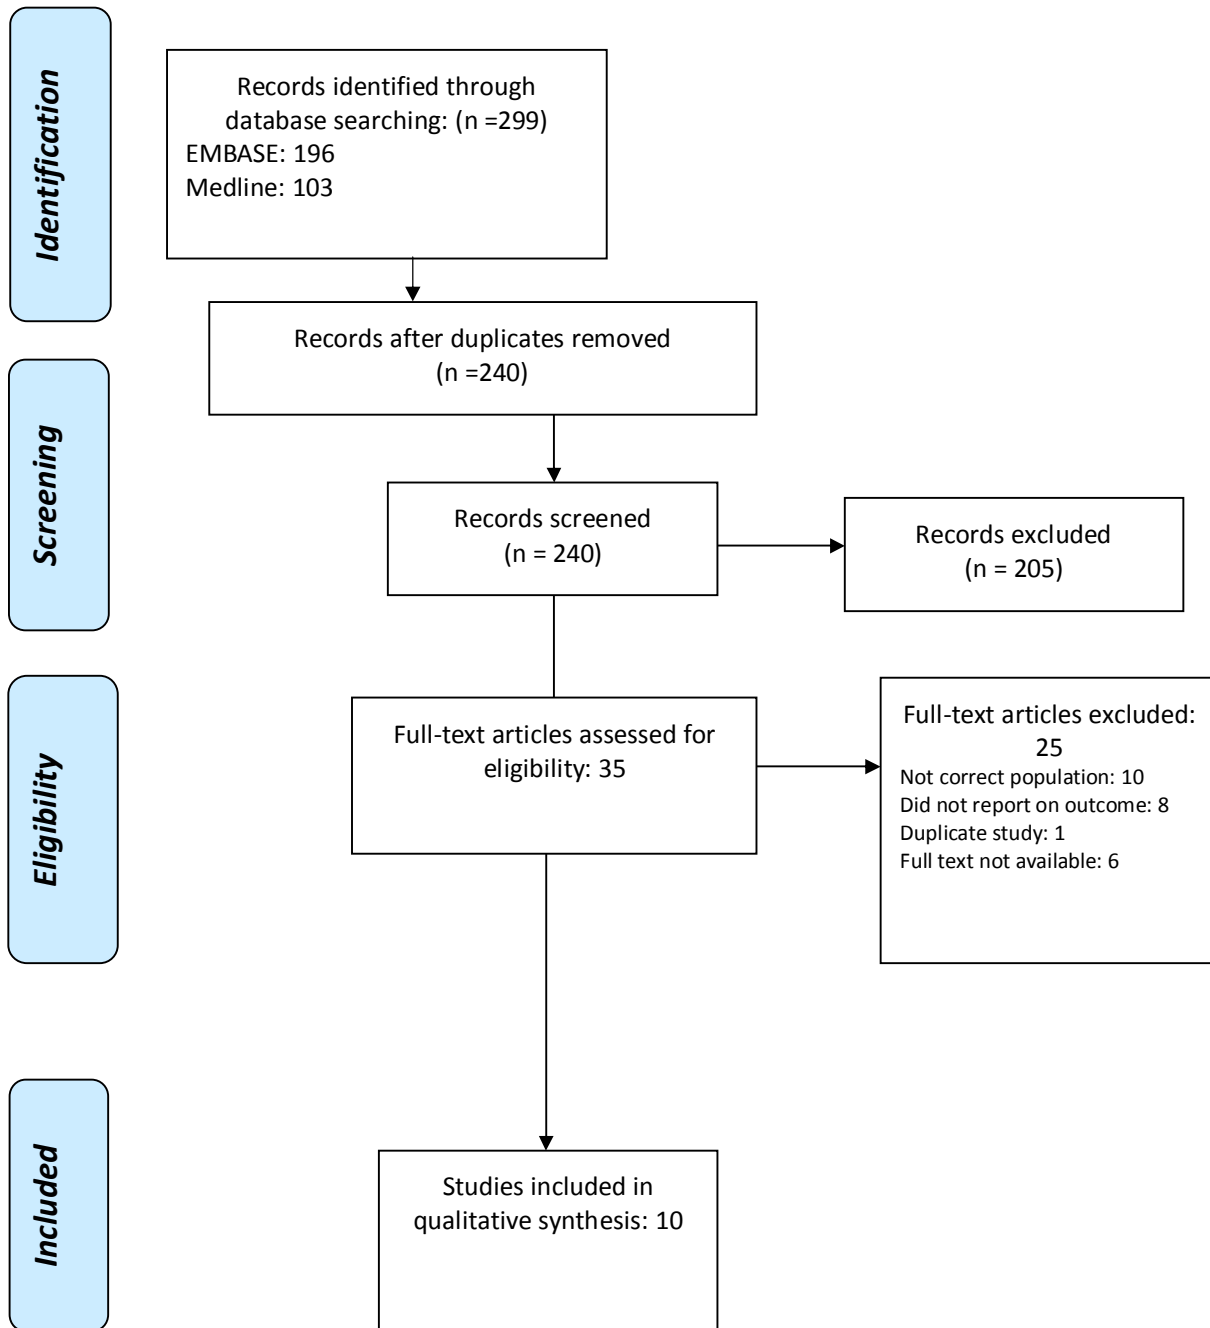 Identification
Records identified through
database searching: (n =299)
EMBASE: 196
Medline: 103
Records after duplicates removed
(n =240)
Screening
Records screened
(n = 240)
Records excluded
(n = 205)
Eligibility
Full-text articles assessed for
eligibility: 35
Full-text articles excluded:
25
Not correct population: 10
Did not report on outcome: 8
Duplicate study: 1
Full text not available: 6
Included
Studies included in
qualitative synthesis: 10